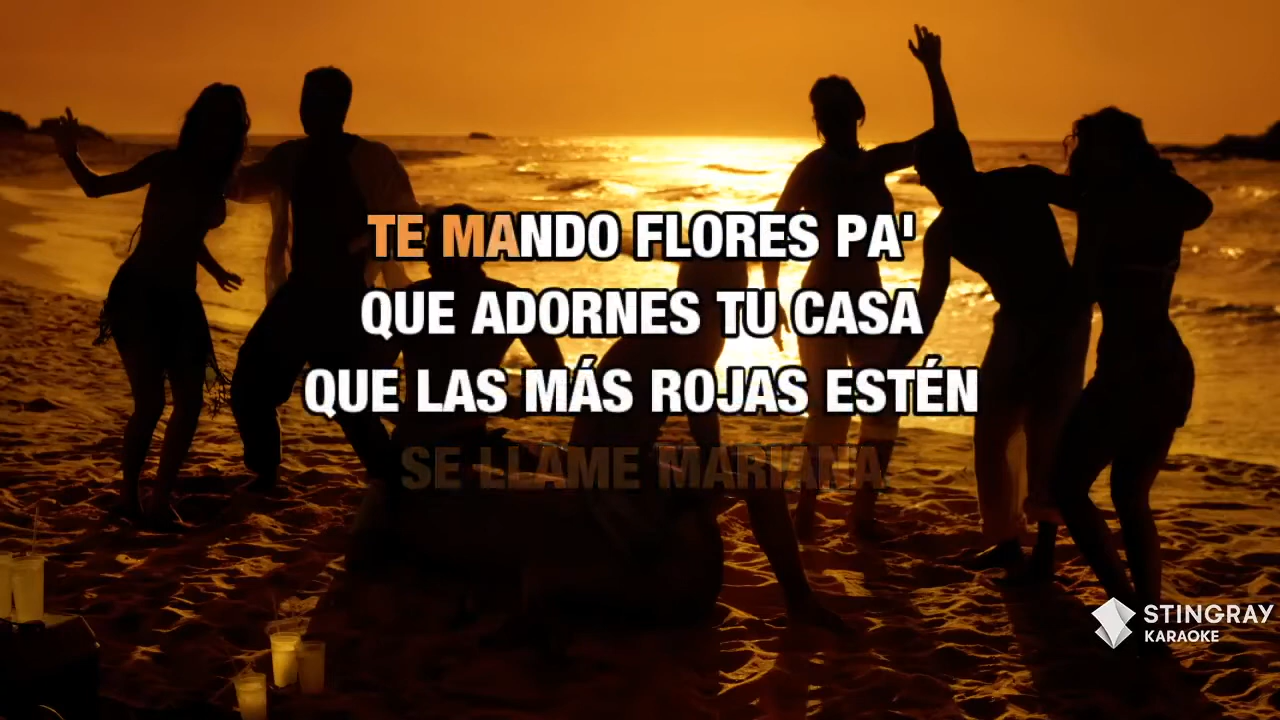 TE MANDO FLORES PA'
QUE ADORNES TU CASA
QUE LAS MÁS ROJAS ESTÉN
SE LLAME MARIANA
STINGRAY
KARAOKE